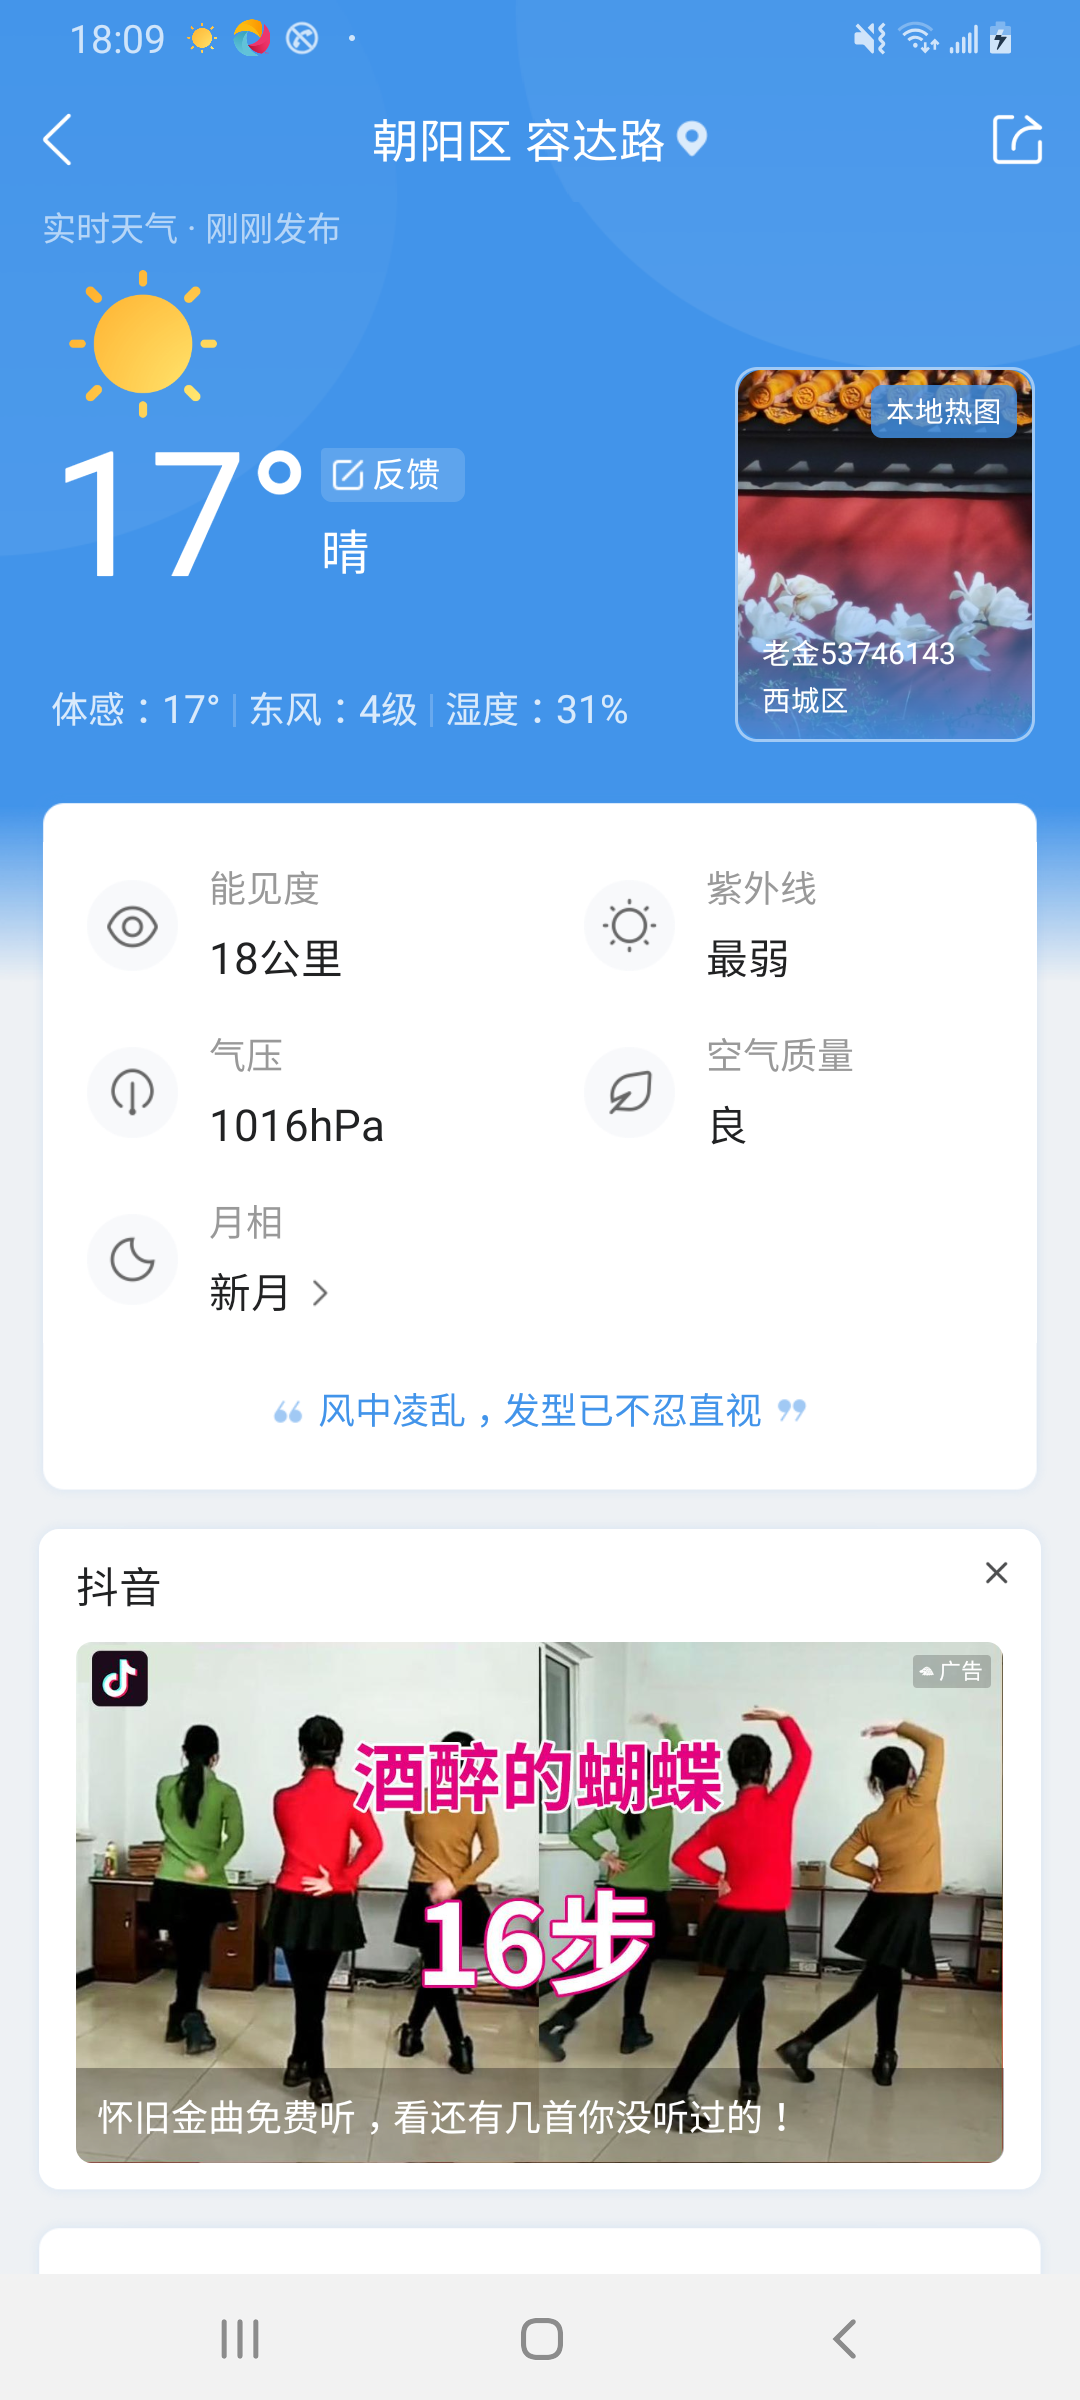 18:09
朝阳区 容达路
实时天气 · 刚刚发布
本地热图
17°
反馈
晴
老金53746143
西城区
体感：17° | 东风：4级 | 湿度：31%
能见度
18公里
紫外线
最弱
气压
1016hPa
空气质量
良
月相
新月
“ 风中凌乱，发型已不忍直视 ”
抖音
广告
酒醉的蝴蝶
16步
怀旧金曲免费听，看还有几首你没听过的！